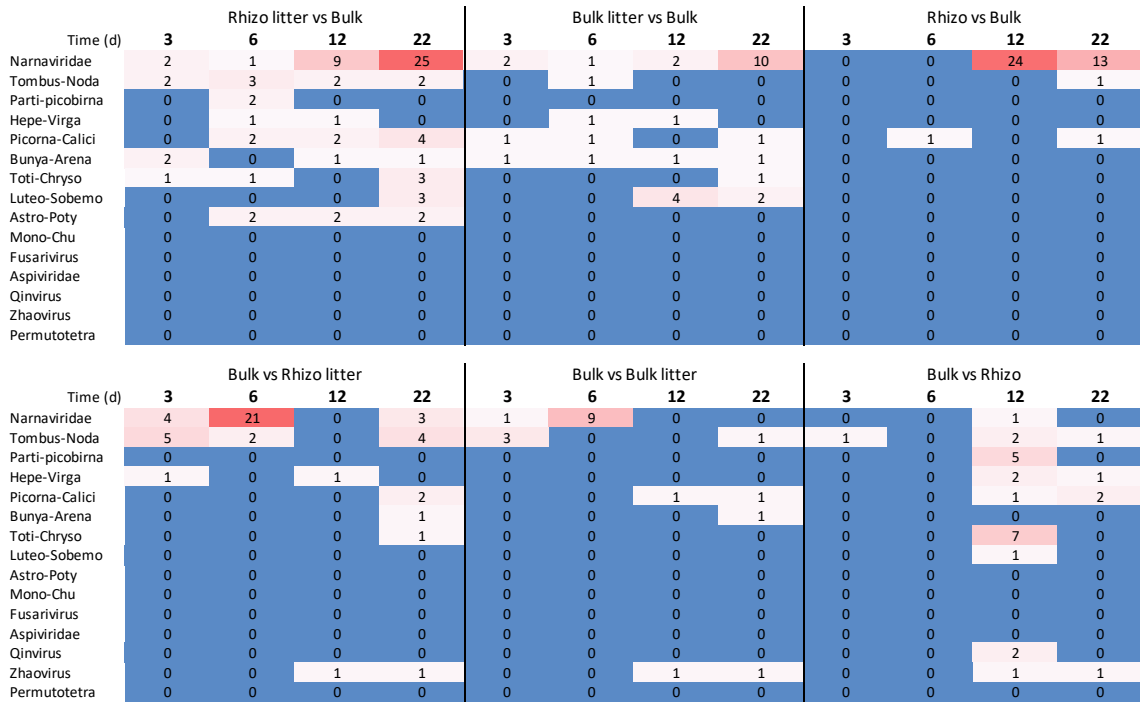 Rhizo litter vs Bulk Bulk litter vs Bulk Rhizo vs Bulk
Time (d) 3 6 12 22 3 6 12 22 3 6 12 22
Narnaviridae 2 1 9 25 2 1 2 10 0 0 24 13
Tombus-Noda 2 3 2 2 0 1 0 0 0 0 0 1
Parti-picobirna 0 2 0 0 0 0 0 0 0 0 0 0
Hepe-Virga 0 1 1 0 0 1 1 0 0 0 0 0
Picorna-Calici 0 2 2 4 1 1 0 1 0 1 0 1
Bunya-Arena 2 0 1 1 1 1 1 1 0 0 0 0
Toti-Chryso 1 1 0 3 0 0 0 1 0 0 0 0
Luteo-Sobemo 0 0 0 3 0 0 4 2 0 0 0 0
Astro-Poty 0 2 2 2 0 0 0 0 0 0 0 0
Mono-Chu 0 0 0 0 0 0 0 0 0 0 0 0
Fusarivirus 0 0 0 0 0 0 0 0 0 0 0 0
Aspiviridae 0 0 0 0 0 0 0 0 0 0 0 0
Qinvirus 0 0 0 0 0 0 0 0 0 0 0 0
Zhaovirus 0 0 0 0 0 0 0 0 0 0 0 0
Permutotetra 0 0 0 0 0 0 0 0 0 0 0 0
Bulk vs Rhizo litter Bulk vs Bulk litter Bulk vs Rhizo
Time (d) 3 6 12 22 3 6 12 22 3 6 12 22
Narnaviridae 4 21 0 3 1 9 0 0 0 0 1 0
Tombus-Noda 5 2 0 4 3 0 0 1 1 0 2 1
Parti-picobirna 0 0 0 0 0 0 0 0 0 0 5 0
Hepe-Virga 1 0 1 0 0 0 0 0 0 0 2 1
Picorna-Calici 0 0 0 2 0 0 1 1 0 0 1 2
Bunya-Arena 0 0 0 1 0 0 0 1 0 0 0 0
Toti-Chryso 0 0 0 1 0 0 0 0 0 0 7 0
Luteo-Sobemo 0 0 0 0 0 0 0 0 0 0 1 0
Astro-Poty 0 0 0 0 0 0 0 0 0 0 0 0
Mono-Chu 0 0 0 0 0 0 0 0 0 0 0 0
Fusarivirus 0 0 0 0 0 0 0 0 0 0 0 0
Aspiviridae 0 0 0 0 0 0 0 0 0 0 0 0
Qinvirus 0 0 0 0 0 0 0 0 0 0 2 0
Zhaovirus 0 0 1 1 0 0 1 1 0 0 1 1
Permutotetra 0 0 0 0 0 0 0 0 0 0 0 0